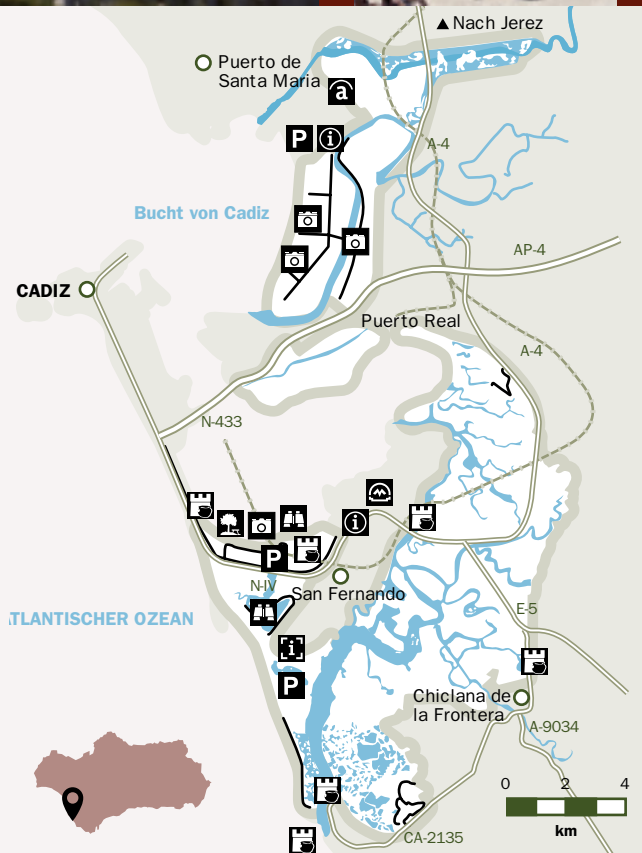 ▲ Nach Jerez
Puerto de
Santa Maria
a
P i
A-4
Bucht von Cadiz
AP-4
CADIZ
Puerto Real
A-4
N-433
i
P
N-IV
San Fernando
TLANTISCHER OZEAN
E-5
i
P
Chiclana de
la Frontera
A-9034
0 2 4
km
CA-2135